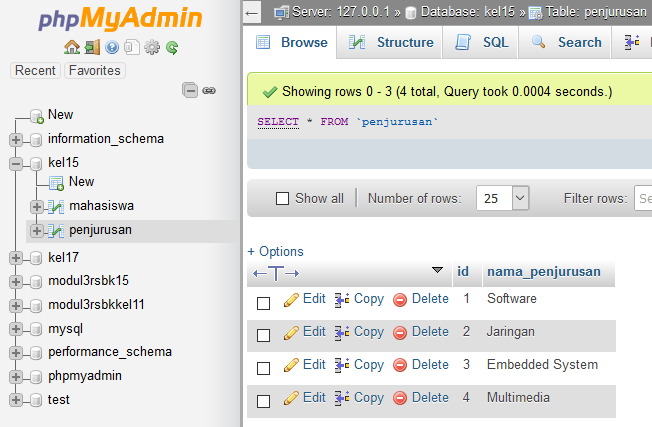 phpMyAdmin
Recent Favorites
New
information_schema
kel15
New
mahasiswa
penjurusan
kel17
modul3rsbk15
modul3rsbkkel11
mysql
performance_schema
phpmyadmin
test
Server: 127.0.0.1 » Database: kel15 » Table: penjurusan
Browse Structure SQL Search
Showing rows 0 - 3 (4 total, Query took 0.0004 seconds.)
SELECT * FROM `penjurusan`
Show all Number of rows: 25 Filter rows: Se
+ Options
←T→ id nama_penjurusan
Edit Copy Delete 1 Software
Edit Copy Delete 2 Jaringan
Edit Copy Delete 3 Embedded System
Edit Copy Delete 4 Multimedia